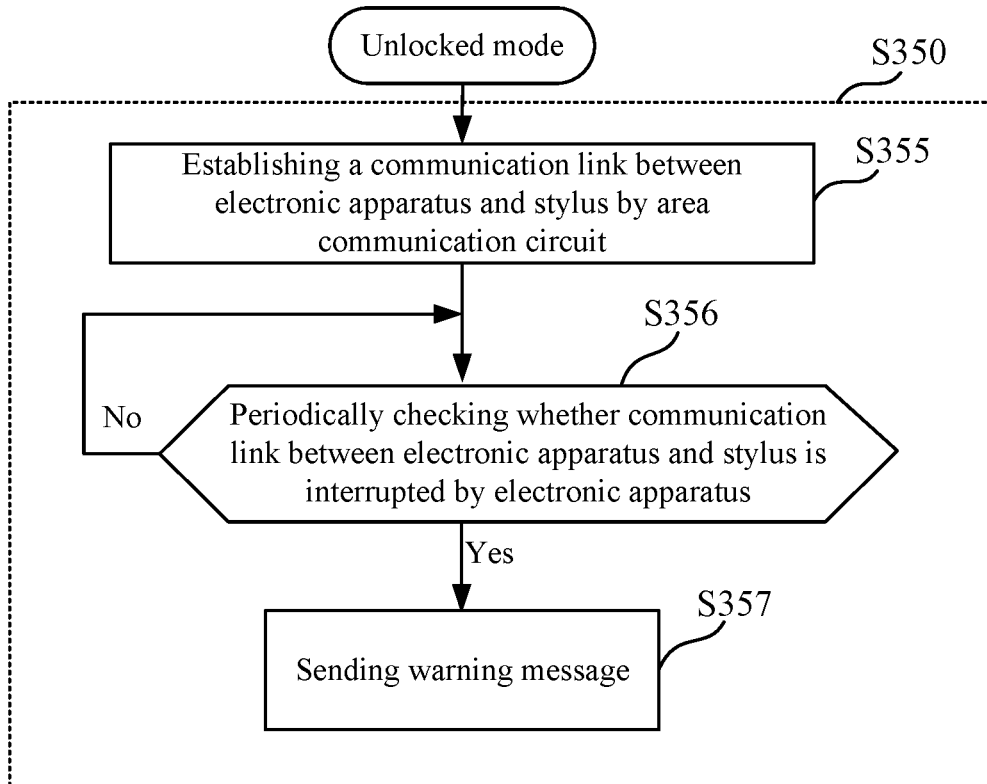 Unlocked mode
S350
S355
Establishing a communication link between
electronic apparatus and stylus by area
communication circuit
S356
No
Periodically checking whether communication
link between electronic apparatus and stylus is
interrupted by electronic apparatus
Yes
S357
Sending warning message